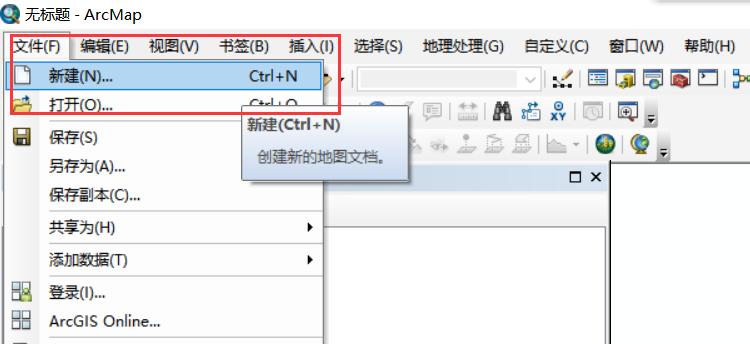 无标题 - ArcMap
文件(F) 编辑(E) 视图(V) 书签(B) 插入(I) 选择(S) 地理处理(G) 自定义(C) 窗口(W) 帮助(H)
新建(N)... Ctrl+N
打开(O)... Ctrl+O
新建(Ctrl+N)
创建新的地图文档。
保存(S)
另存为(A)...
保存副本(C)...
共享为(H)
添加数据(T)
登录(I)...
ArcGIS Online...
XY